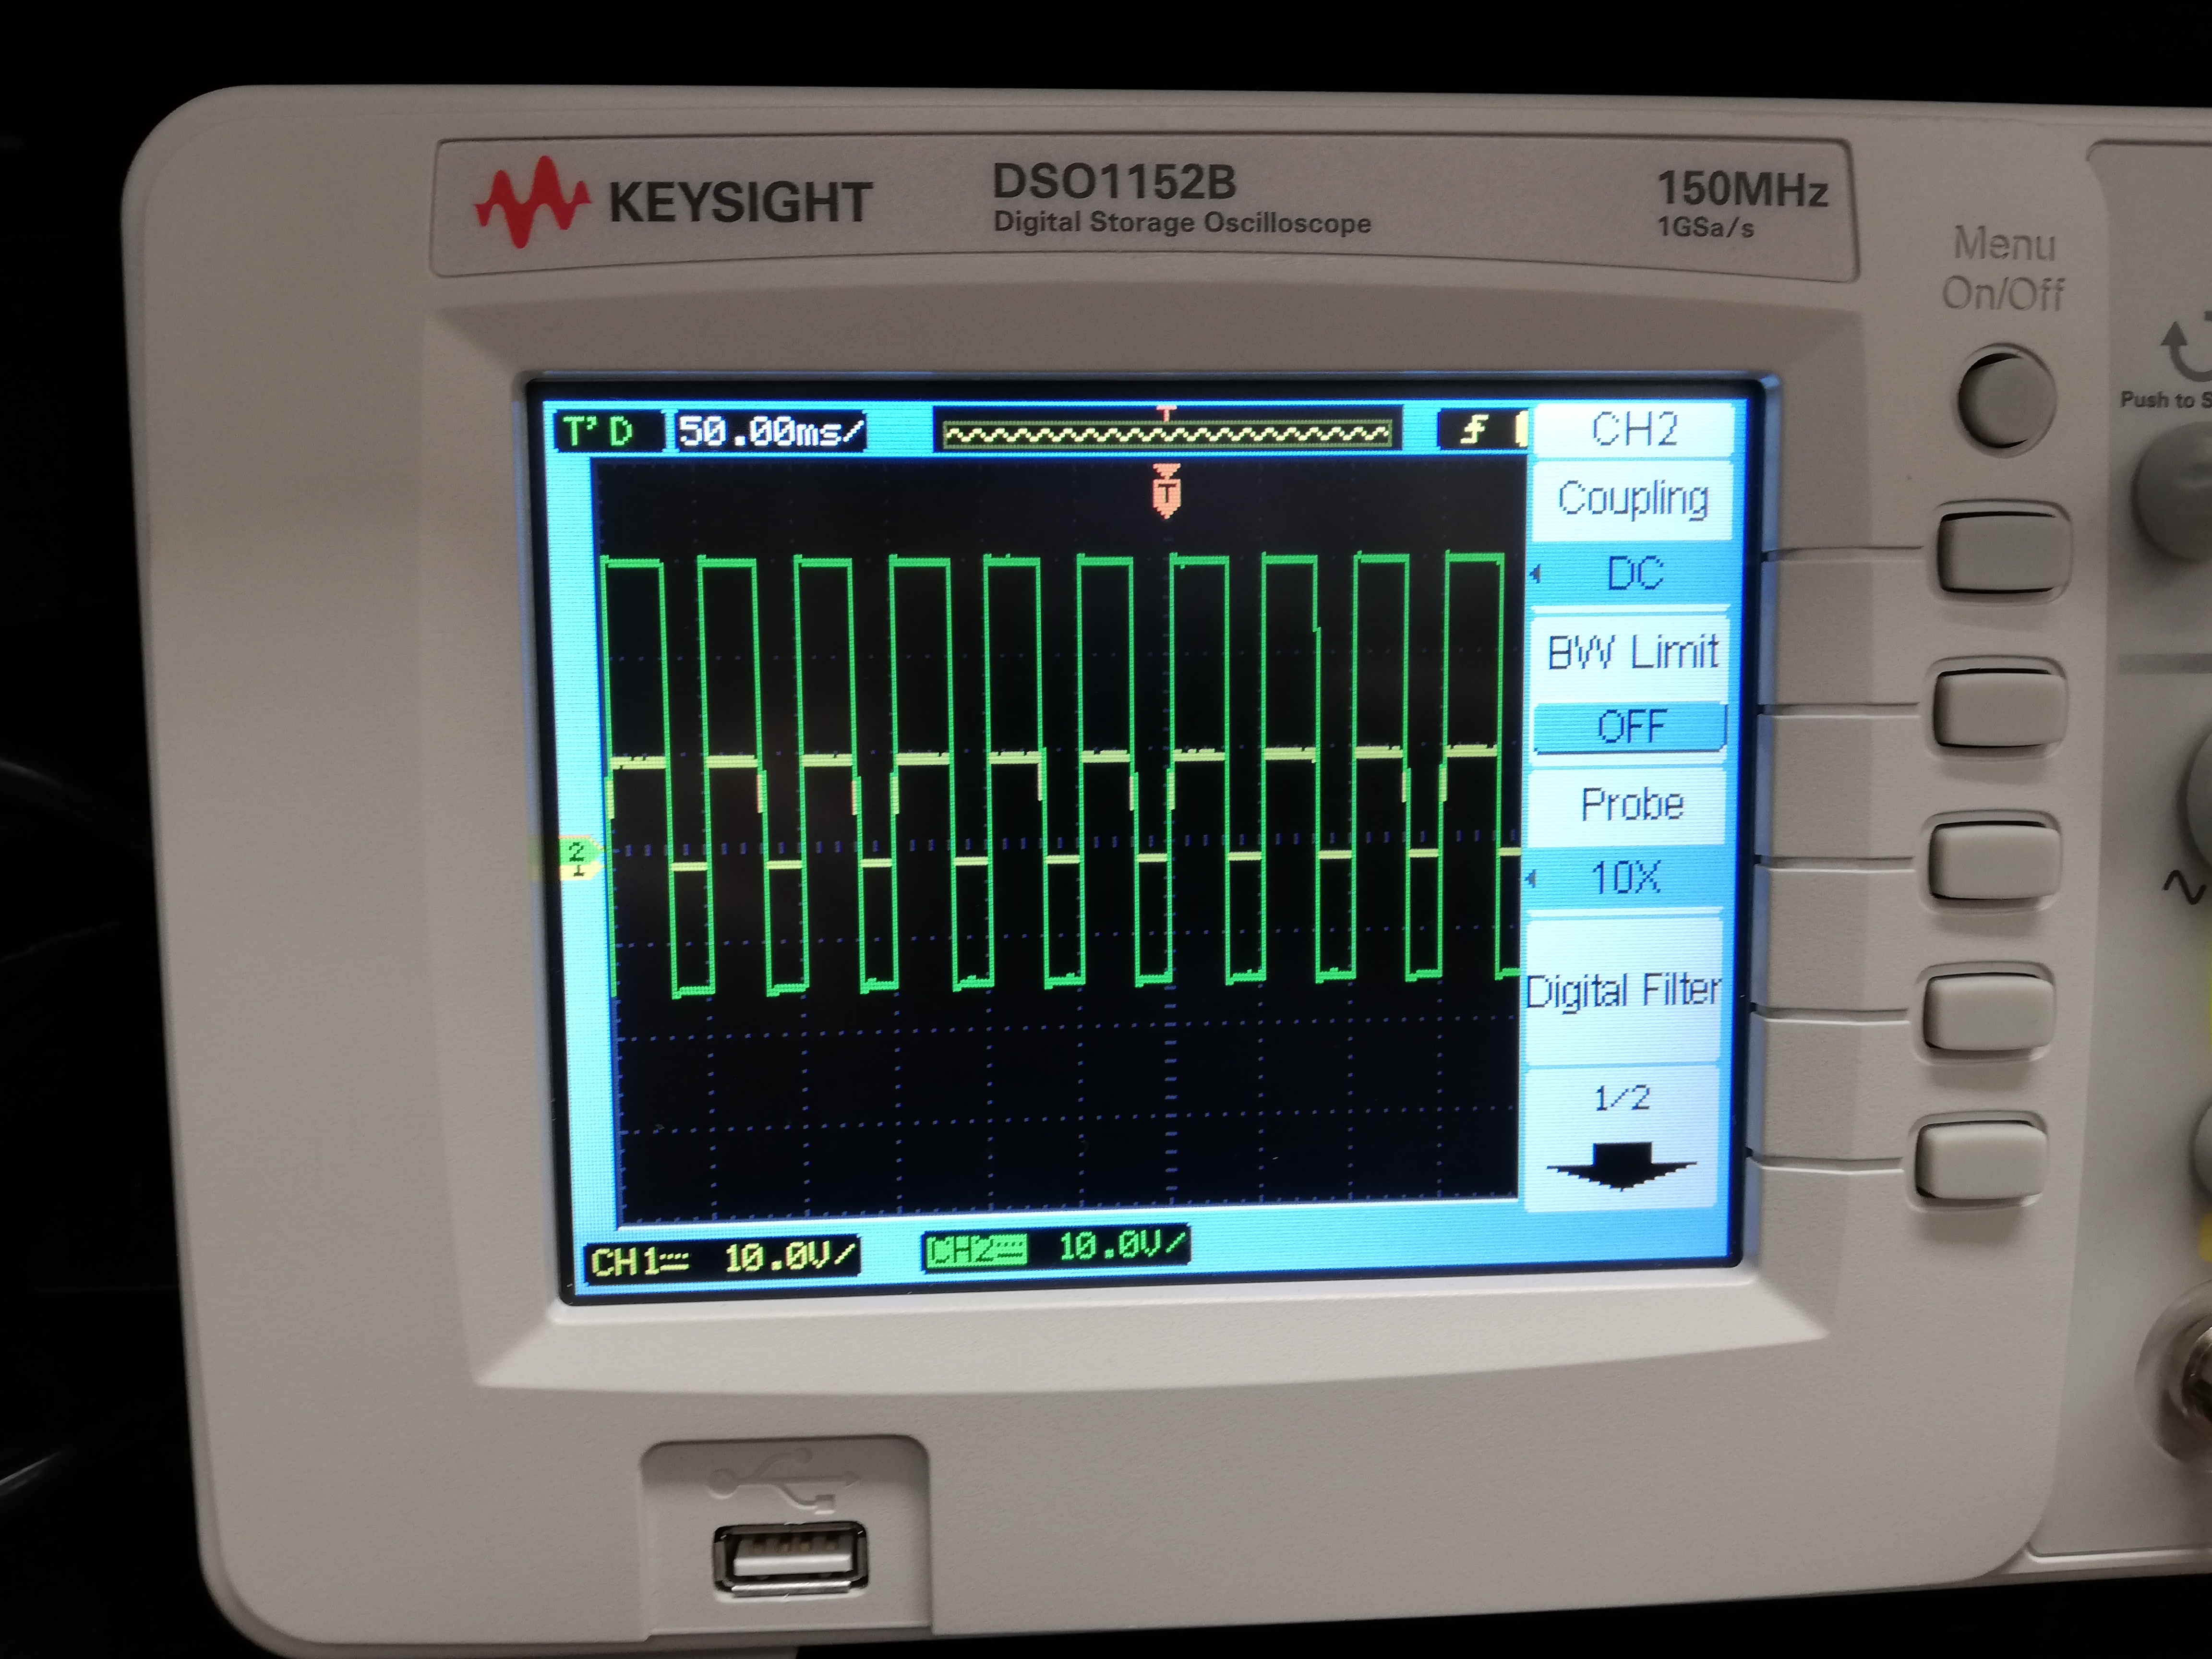 KEYSIGHT
DSO1152B
Digital Storage Oscilloscope
150MHz
1GSa/s
Menu
On/Off
Push to S
T'D 50.00ms/
T
T
CH2
Coupling
DC
BW Limit
OFF
Probe
10X
Digital Filter
1/2
2
1
CH1 10.0V/
CH2 10.0V/